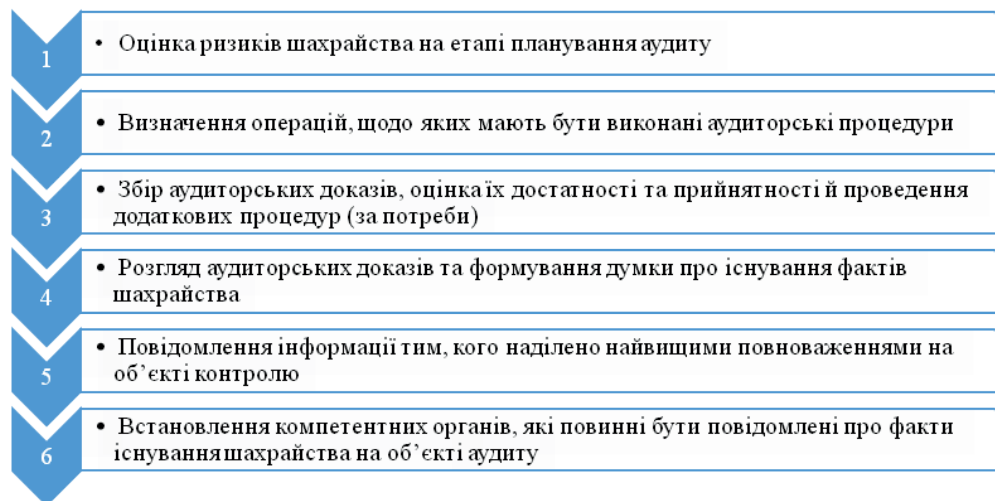 1
• Оцінка ризиків шахрайства на етапі планування аудиту
2
• Визначення операцій, щодо яких мають бути виконані аудиторські процедури
3
• Збір аудиторських доказів, оцінка їх достатності та прийнятності й проведення
додаткових процедур (за потреби)
4
• Розгляд аудиторських доказів та формування думки про існування фактів
шахрайства
5
• Повідомлення інформації тим, кого наділено найвищими повноваженнями на
об’єкті контролю
6
• Встановлення компетентних органів, які повинні бути повідомлені про факти
існування шахрайства на об’єкті аудиту